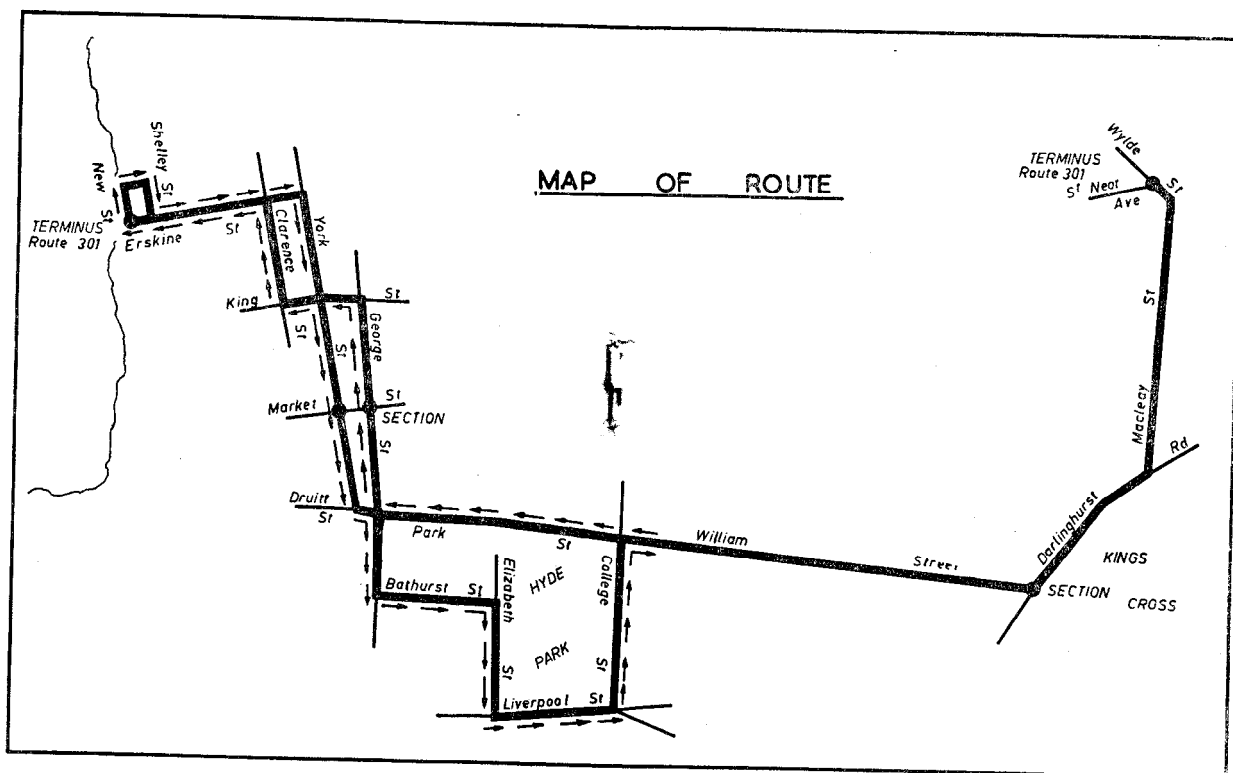 MAP OF ROUTE
Wylde
St
TERMINUS
Route 301
St Neot
Ave
Shelley
St
New
St
TERMINUS
Route 301
Erskine
St
Clarence
St
York
St
King
St
George
St
Market
St
SECTION
Macleay
St
Druitt
St
Park
St
William
Street
Darlinghurst
Rd
KINGS
CROSS
SECTION
Bathurst
St
Elizabeth
St
HYDE
PARK
College
St
Liverpool
St